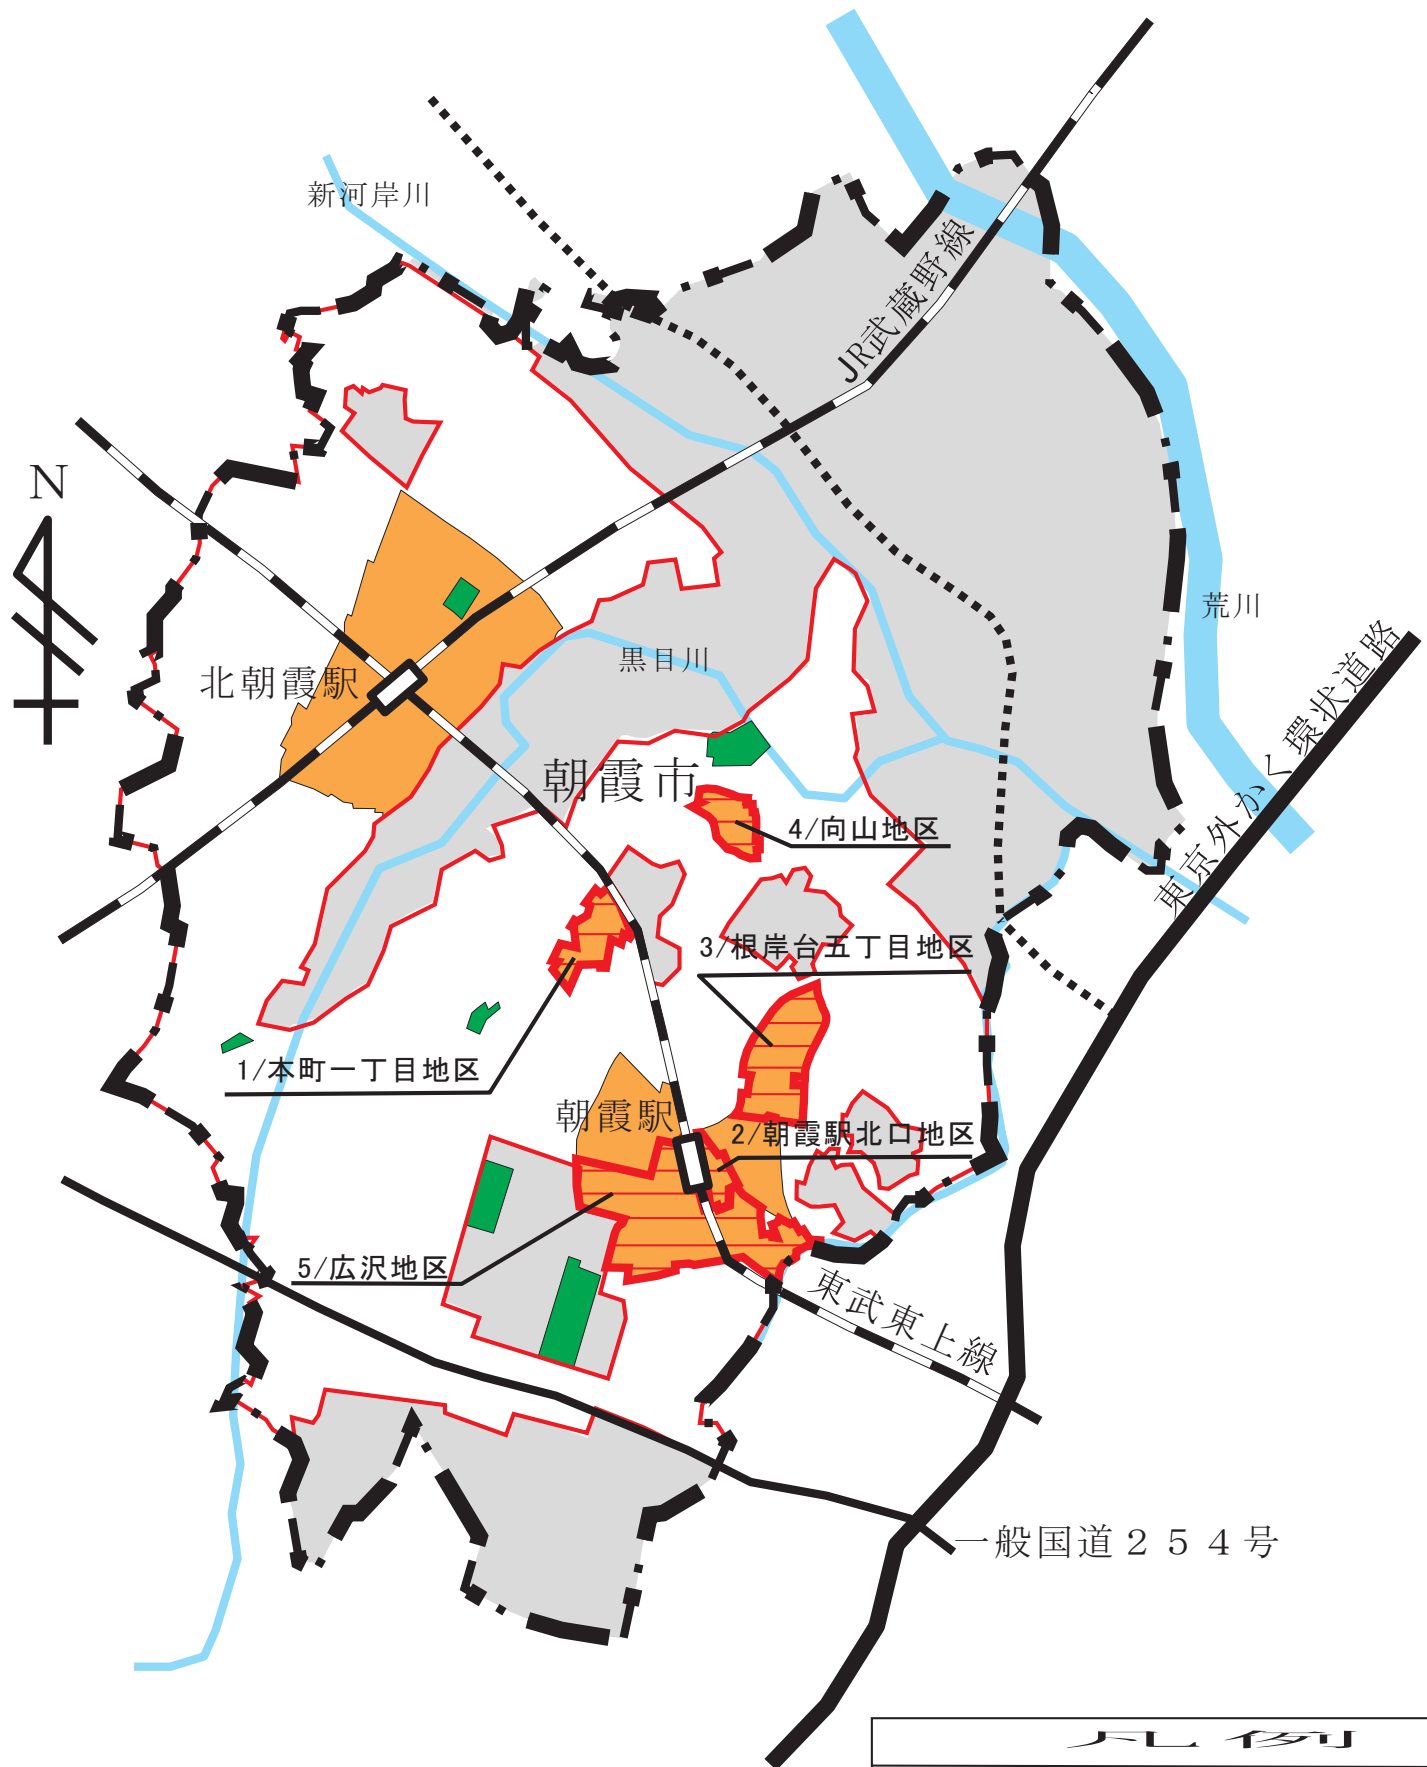 新河岸川
JR武蔵野線
N
荒川
東京外かく環状道路
黒目川
北朝霞駅
朝霞市
4/向山地区
3/根岸台五丁目地区
1/本町一丁目地区
朝霞駅
2/朝霞駅北口地区
5/広沢地区
東武東上線
一般国道２５４号
凡例